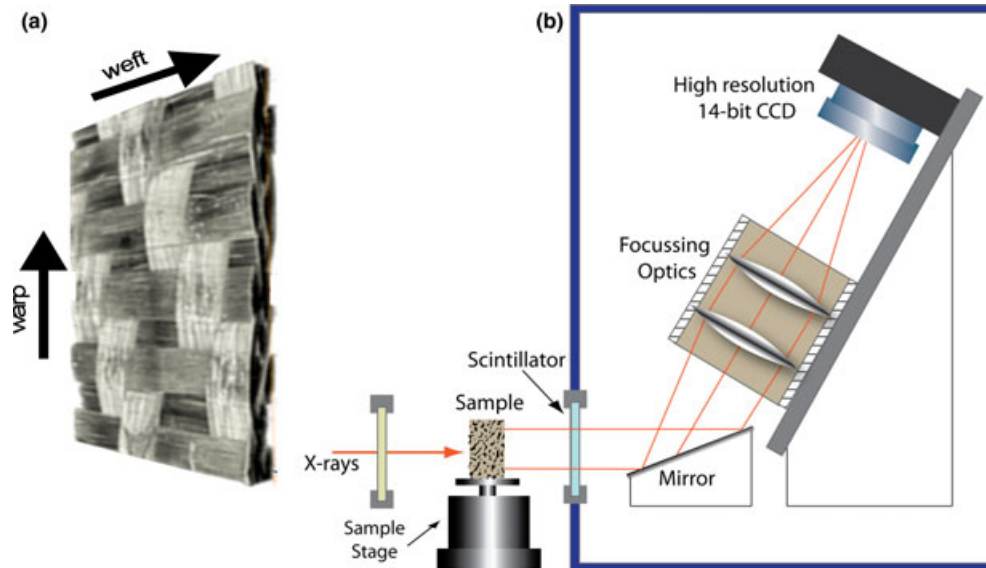 (a)
weft
warp
(b)
High resolution
14-bit CCD
Focussing
Optics
Scintillator
Sample
X-rays
Mirror
Sample
Stage